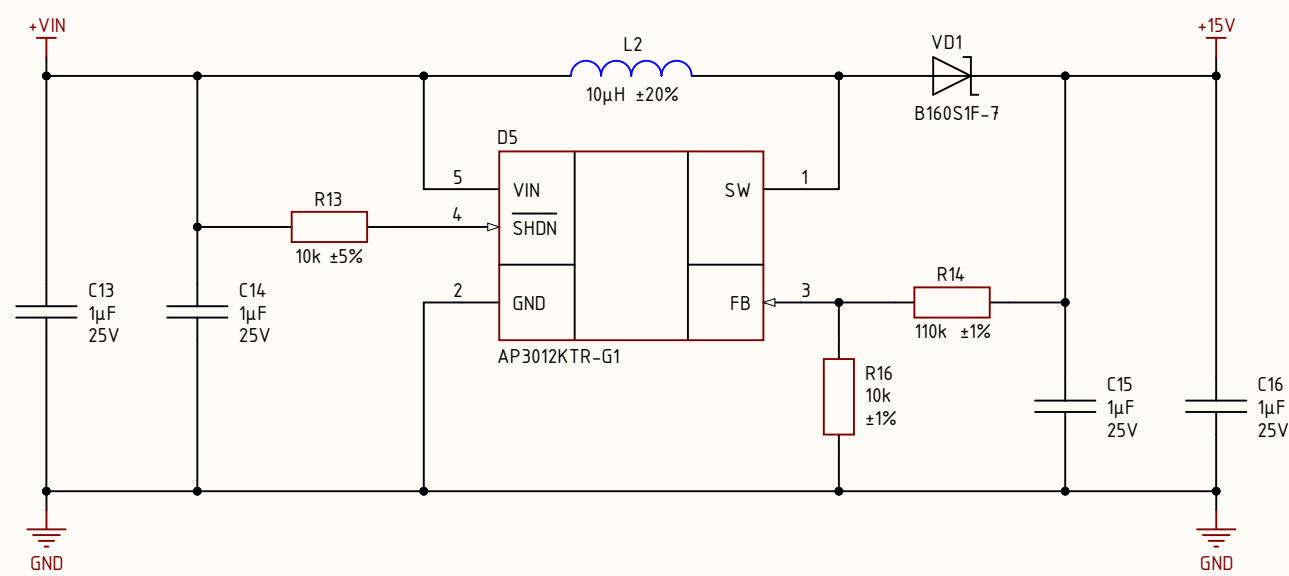 +VIN
L2
10µH ±20%
VD1
B160S1F-7
+15V
D5
5
VIN
SW
1
R13
10k ±5%
4
SHDN
C13
1µF
25V
C14
1µF
25V
2
GND
FB
3
R14
110k ±1%
AP3012KTR-G1
R16
10k
±1%
C15
1µF
25V
C16
1µF
25V
GND
GND